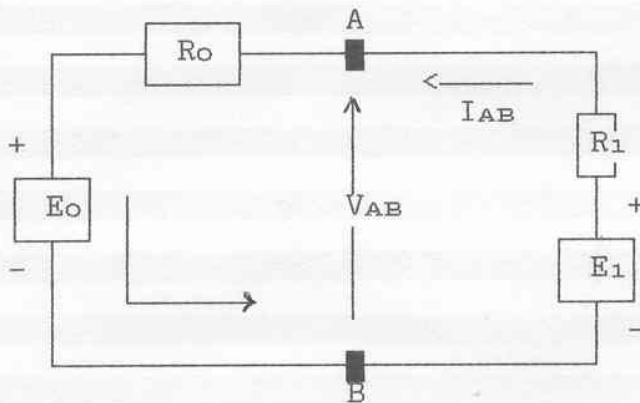 A
Ro
IAB
R1
+
+
Eo
VAB
E1
-
-
B